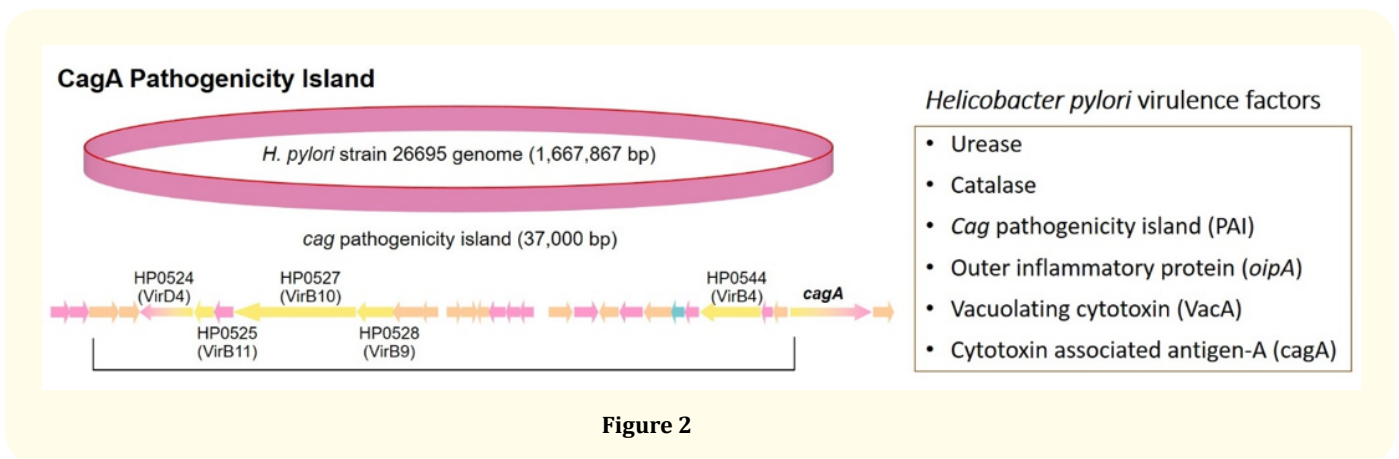 CagA Pathogenicity Island
H. pylori strain 26695 genome (1,667,867 bp)
cag pathogenicity island (37,000 bp)
HP0524
(VirD4)
HP0527
(VirB10)
HP0544
(VirB4)
cagA
HP0525
(VirB11)
HP0528
(VirB9)
Helicobacter pylori virulence factors
• Urease
• Catalase
• Cag pathogenicity island (PAI)
• Outer inflammatory protein (oipA)
• Vacuolating cytotoxin (VacA)
• Cytotoxin associated antigen-A (cagA)
Figure 2